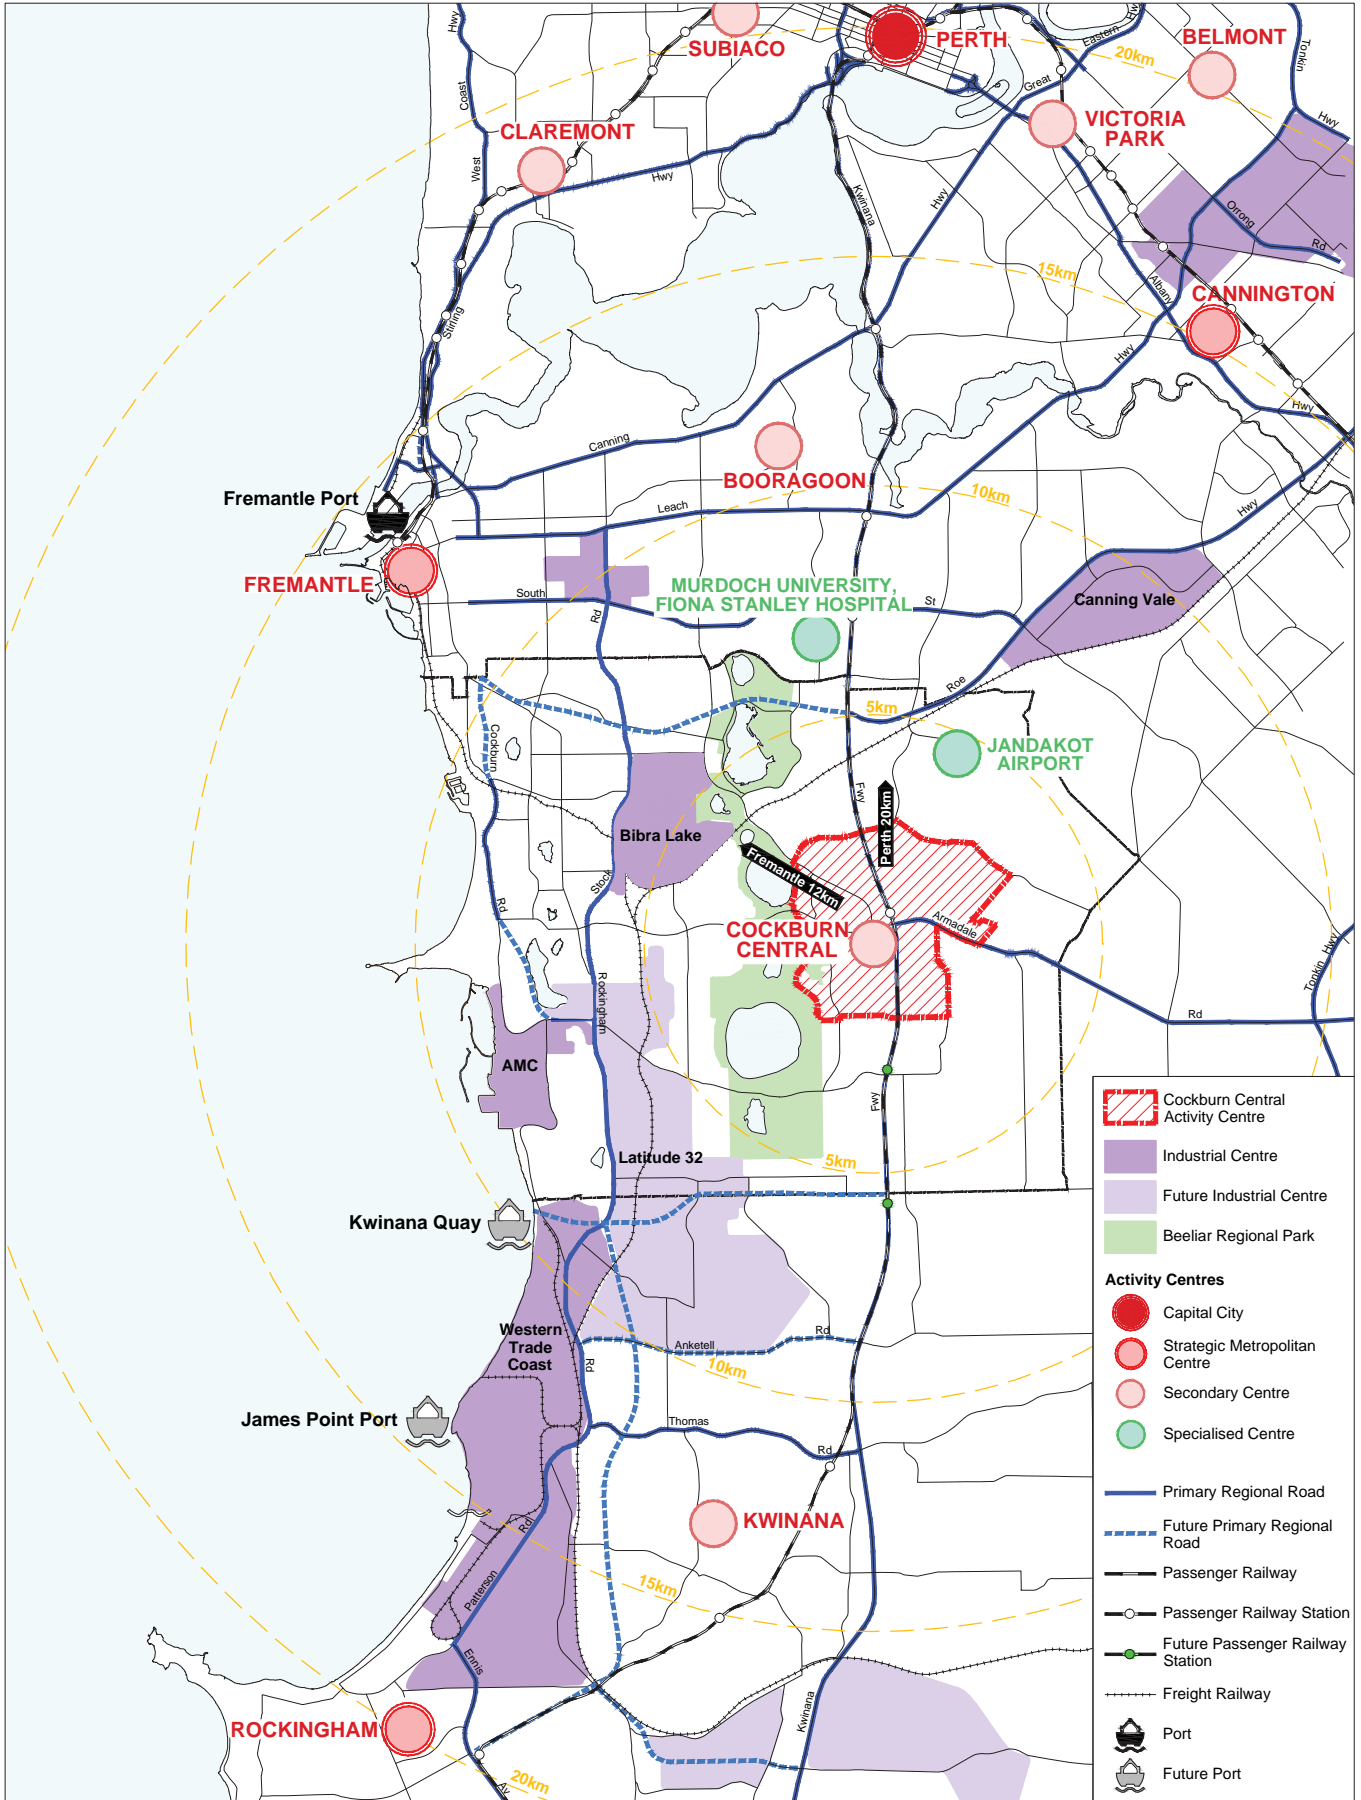 Hwy
SUBIACO
PERTH
Eastern
Hwy
BELMONT
Tonkin
20km
Coast
Great
Hwy
CLAREMONT
VICTORIA
PARK
West
Hwy
Kwinana
Hwy
Orrong
Rd
15km
Albany
CANNINGTON
Stirling
Hwy
Hwy
Canning
BOORAGOON
10km
Fremantle Port
Leach
Hwy
FREMANTLE
MURDOCH UNIVERSITY,
FIONA STANLEY HOSPITAL
South
St
Rd
Canning Vale
Roe
5km
Cockburn
JANDAKOT
AIRPORT
Fwy
Perth 20km
Bibra Lake
Fremantle 12km
Stock
Rd
COCKBURN
CENTRAL
Armadale
Tonkin Hwy
Rockingham
Rd
AMC
Fwy
Latitude 32
5km
Kwinana Quay
Western
Trade
Coast
Rd
Anketell
Rd
10km
James Point Port
Thomas
Rd
KWINANA
Rd
15km
Patterson
Ennis
Kwinana
ROCKINGHAM
20km
Av
Cockburn Central
Activity Centre
Industrial Centre
Future Industrial Centre
Beeliar Regional Park
Activity Centres
Capital City
Strategic Metropolitan
Centre
Secondary Centre
Specialised Centre
Primary Regional Road
Future Primary Regional
Road
Passenger Railway
Passenger Railway Station
Future Passenger Railway
Station
Freight Railway
Port
Future Port